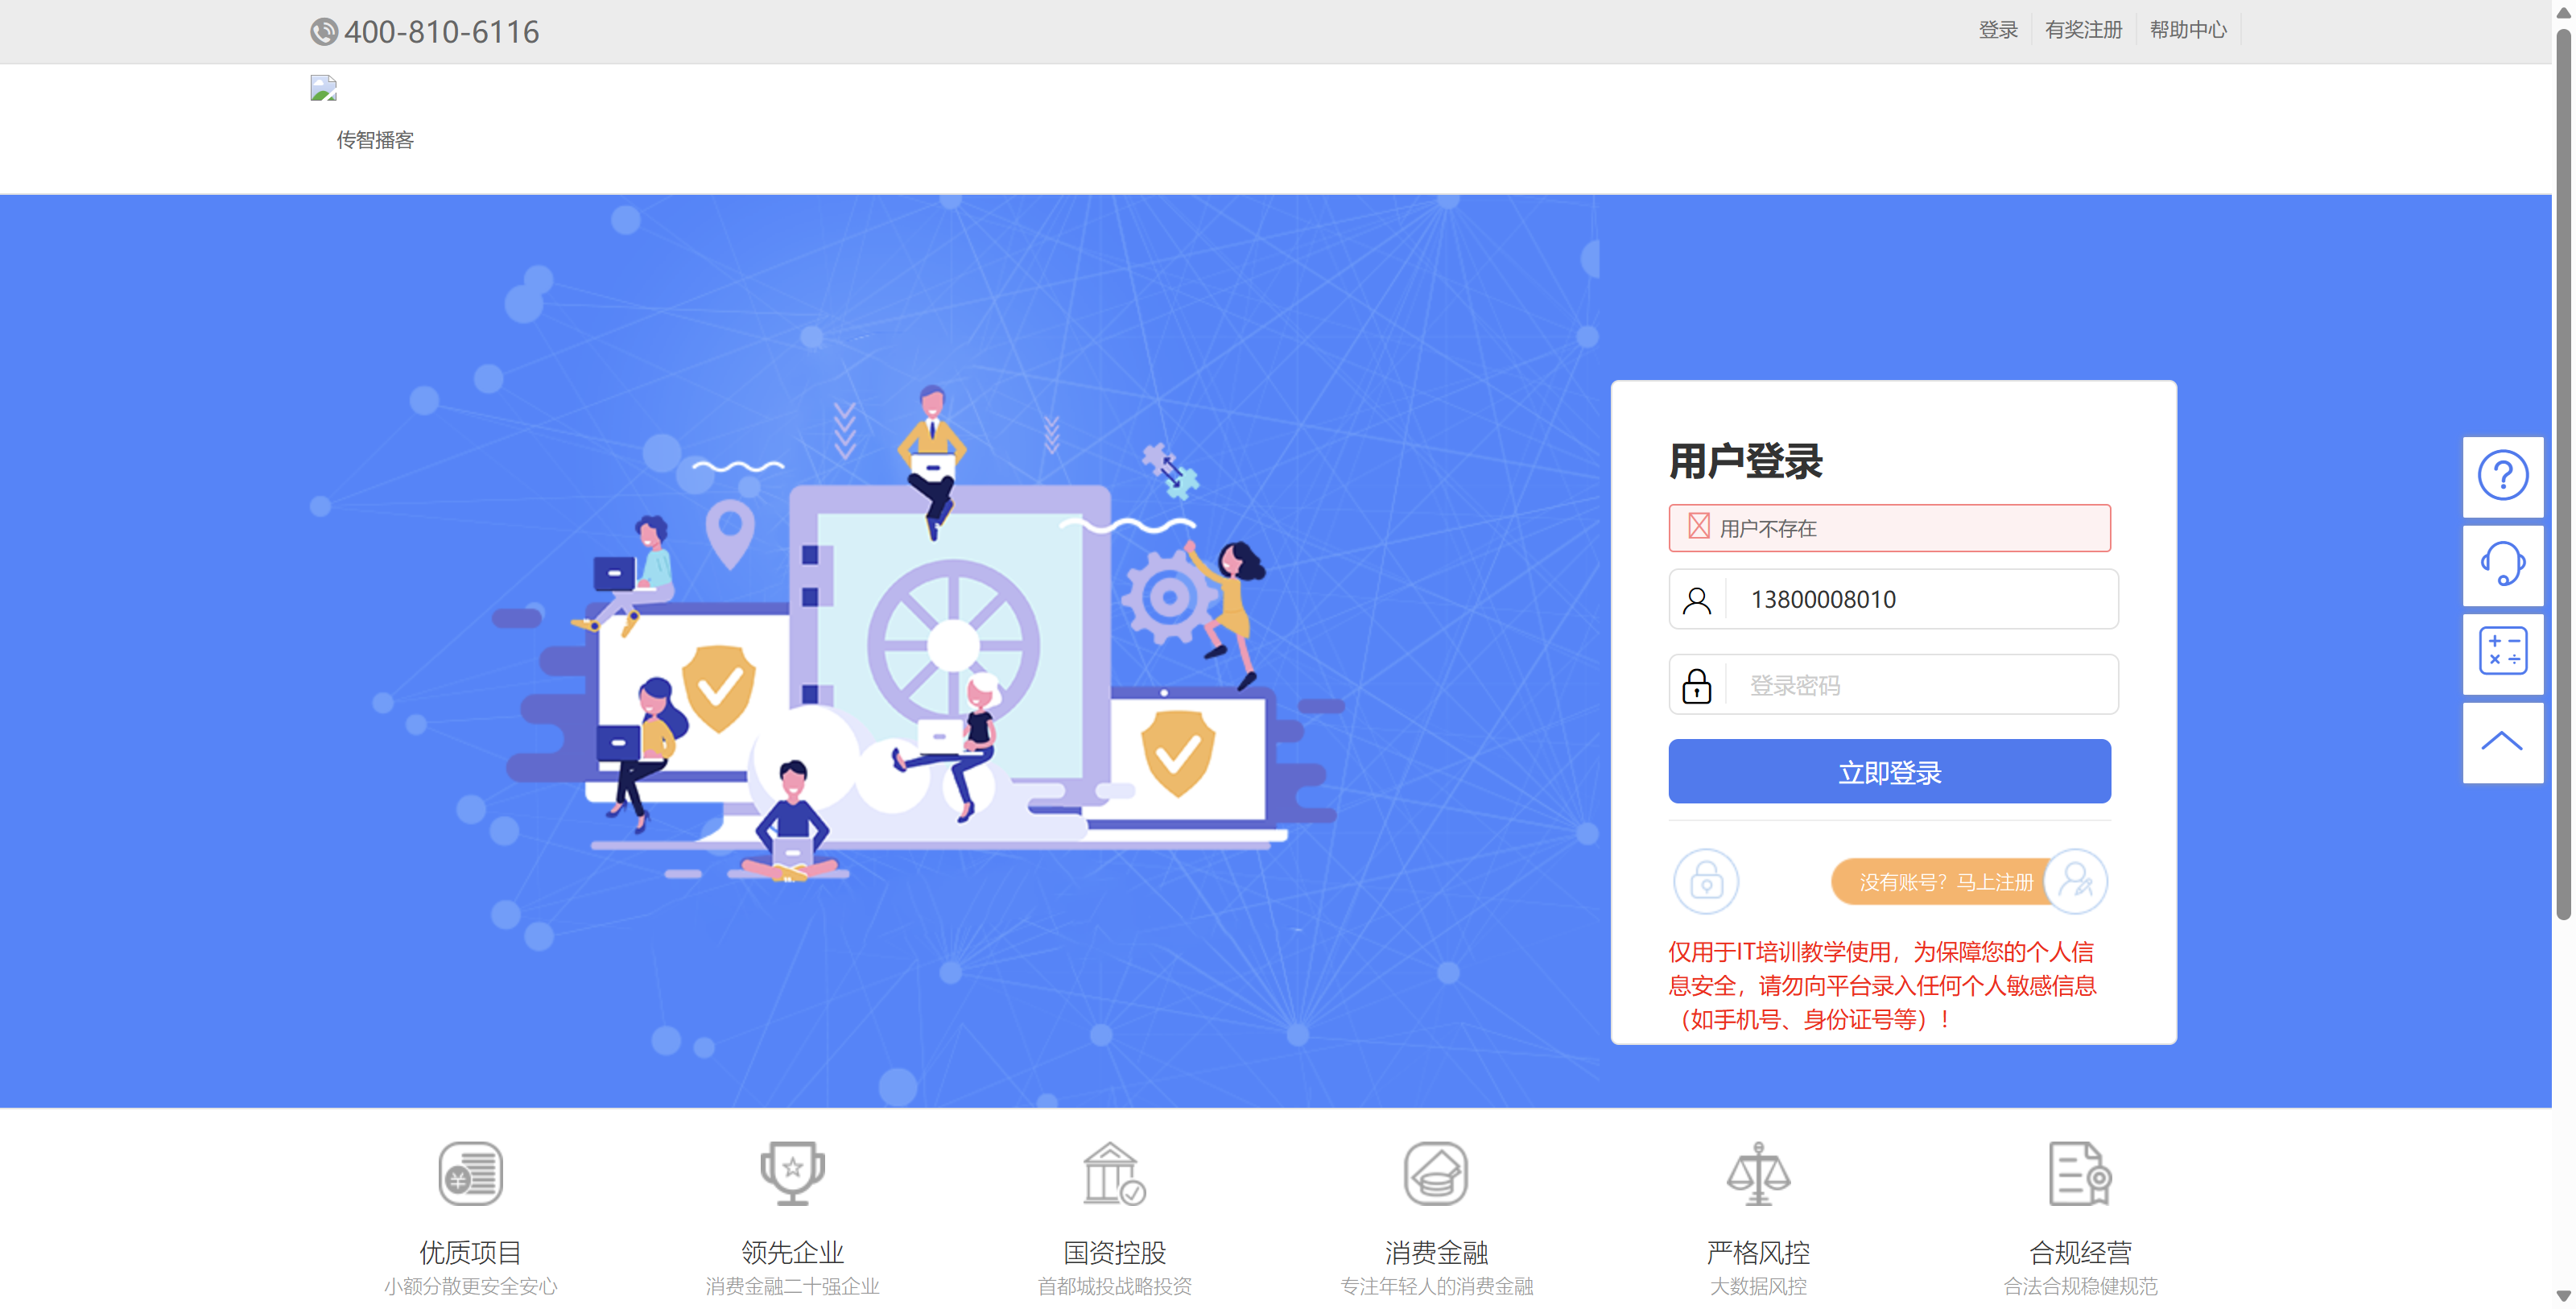 400-810-6116
登录 有奖注册 帮助中心
传智播客
用户登录
用户不存在
13800008010
登录密码
立即登录
没有账号？马上注册
仅用于IT培训教学使用，为保障您的个人信
息安全，请勿向平台录入任何个人敏感信息
（如手机号、身份证号等）！
优质项目 领先企业 国资控股 消费金融 严格风控 合规经营
小额分散更安全安心 消费金融二十强企业 首都城投战略投资 专注年轻人的消费金融 大数据风控 合法合规稳健规范